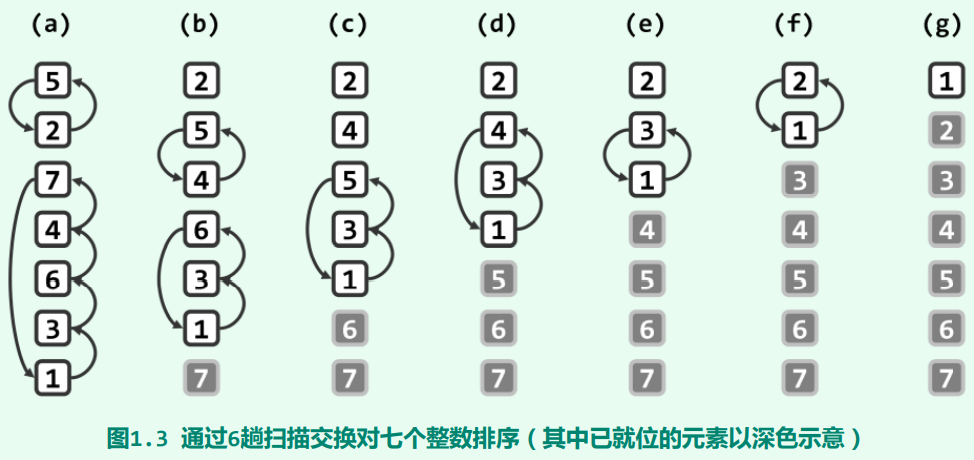 (a) (b) (c) (d) (e) (f) (g)
5 2 2 2 2 2 1
2 5 4 4 3 1 2
7 4 5 3 1 3 3
4 6 3 1 4 4 4
6 3 1 5 5 5 5
3 1 6 6 6 6 6
1 7 7 7 7 7 7
图1.3 通过6趟扫描交换对七个整数排序（其中已就位的元素以深色示意）